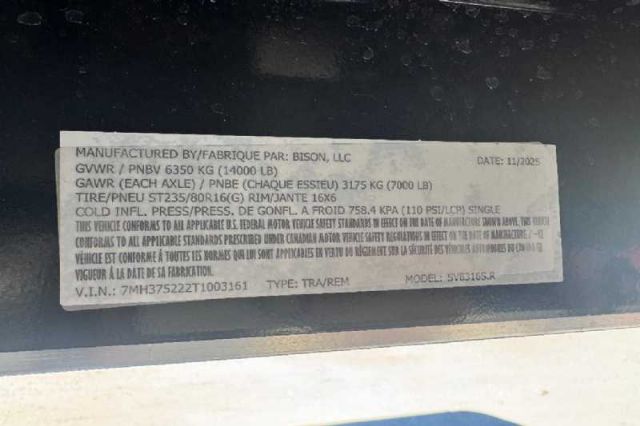 MANUFACTURED BY/FABRIQUE PAR: BISON, LLC DATE: 11/2025
GVWR / PNBV 6350 KG (14000 LB)
GAWR (EACH AXLE) / PNBE (CHAQUE ESSIEU) 3175 KG (7000 LB)
TIRE/PNEU ST235/80R16(G) RIM/JANTE 16X6
COLD INFL. PRESS/PRESS. DE GONFL. A FROID 758.4 KPA (110 PSI/LCP) SINGLE
THIS VEHICLE CONFORMS TO ALL APPLICABLE U.S. FEDERAL MOTOR VEHICLE SAFETY STANDARDS IN EFFECT ON THE DATE OF MANUFACTURE SHOWN ABOVE. THIS VEHICLE
CONFORMS TO ALL APPLICABLE STANDARDS PRESCRIBED UNDER CANADIAN MOTOR VEHICLE SAFETY REGULATIONS IN EFFECT ON THE DATE OF MANUFACTURE / CE
VÉHICLE EST CONFORME À TOUTES LES NORMES QUI LUI SONT APPLICABLES EN VERTU DU RÈGLEMENT SUR LA SÉCURITÉ DES VÉHICULES DU CANADA EN
VIGUEUR À LA DATE DE SA FABRICATION.
V.I.N.: 7MH375222T1003161 TYPE: TRA/REM MODEL: SV8316S.R